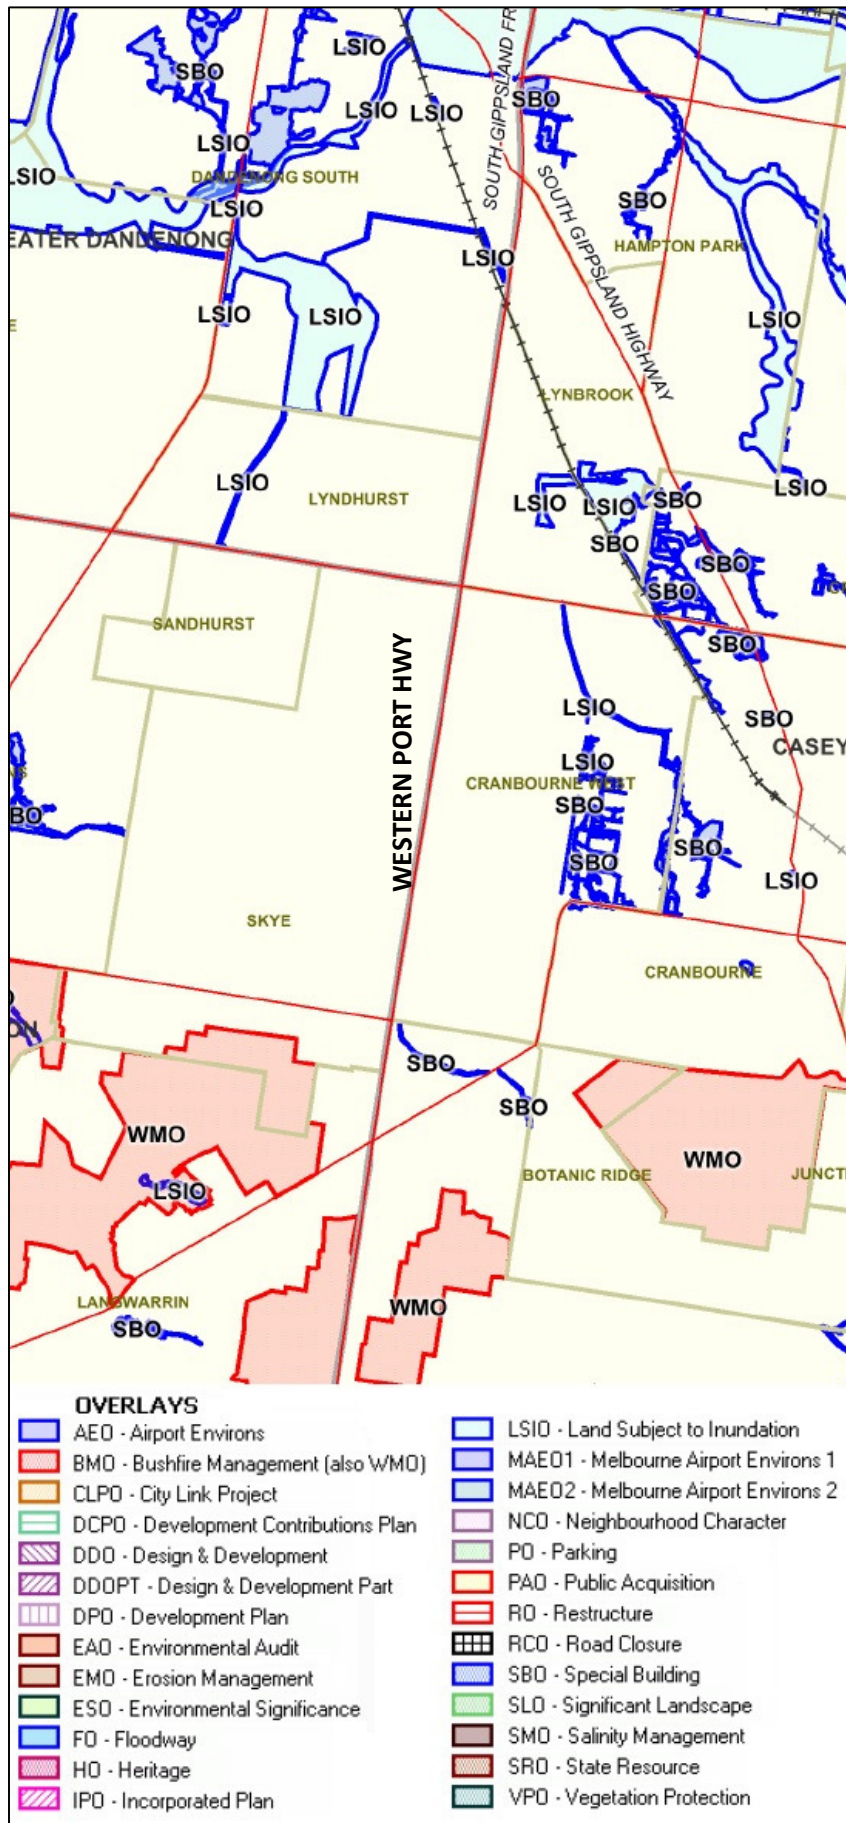 LSIO
SBO
LSIO
LSIO
SBO
LSIO
LSIO
DANDENONG SOUTH
SOUTH GIPPSLAND FR
SBO
LSIO
EATER DANDENONG
SOUTH GIPPSLAND HIGHWAY
HAMPTON PARK
LSIO
LSIO
LSIO
LSIO
E
LYNBROOK
LSIO
LYNDHURST
LSIO
LSIO
SBO
LSIO
SBO
SBO
SBO
SANDHURST
SBO
WESTERN PORT HWY
LSIO
SBO
CASEY
LSIO
CRANBOURNE WEST
SBO
NS
BO
SBO
SBO
LSIO
SKYE
CRANBOURNE
ON
SBO
SBO
WMO
BOTANIC RIDGE
WMO
JUNCTI
LSIO
LANGWARRIN
WMO
SBO
OVERLAYS
AEO - Airport Environs
BMO - Bushfire Management (also WMO)
CLPO - City Link Project
DCPO - Development Contributions Plan
DDO - Design & Development
DDOPT - Design & Development Part
DPO - Development Plan
EAO - Environmental Audit
EMO - Erosion Management
ESO - Environmental Significance
FO - Floodway
HO - Heritage
IPO - Incorporated Plan
LSIO - Land Subject to Inundation
MAEO1 - Melbourne Airport Environs 1
MAEO2 - Melbourne Airport Environs 2
NCO - Neighbourhood Character
PO - Parking
PAO - Public Acquisition
RO - Restructure
RCO - Road Closure
SBO - Special Building
SLO - Significant Landscape
SMO - Salinity Management
SRO - State Resource
VPO - Vegetation Protection